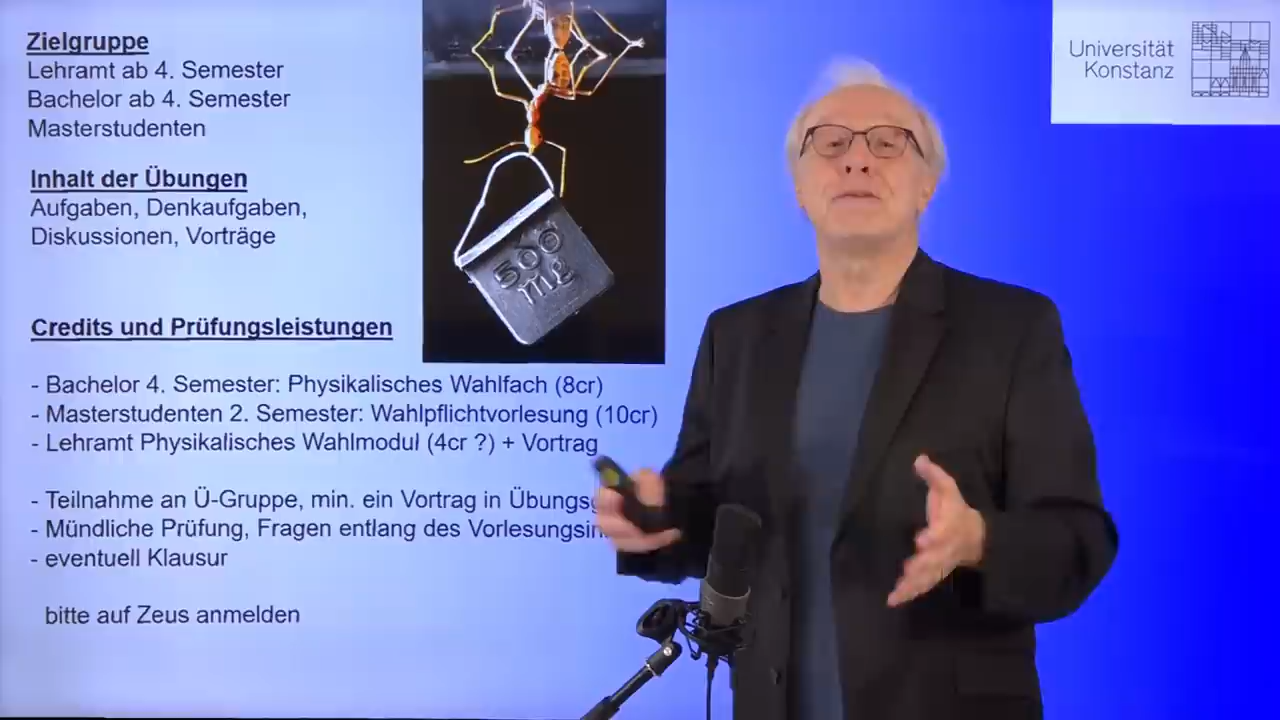 Zielgruppe
Lehramt ab 4. Semester
Bachelor ab 4. Semester
Masterstudenten
Inhalt der Übungen
Aufgaben, Denkaufgaben,
Diskussionen, Vorträge
500
mg
Credits und Prüfungsleistungen
- Bachelor 4. Semester: Physikalisches Wahlfach (8cr)
- Masterstudenten 2. Semester: Wahlpflichtvorlesung (10cr)
- Lehramt Physikalisches Wahlmodul (4cr ?) + Vortrag
- Teilnahme an Ü-Gruppe, min. ein Vortrag in
- Mündliche Prüfung, Fragen entlang des
- eventuell Klausur
bitte auf Zeus anmelden
Universität
Konstanz